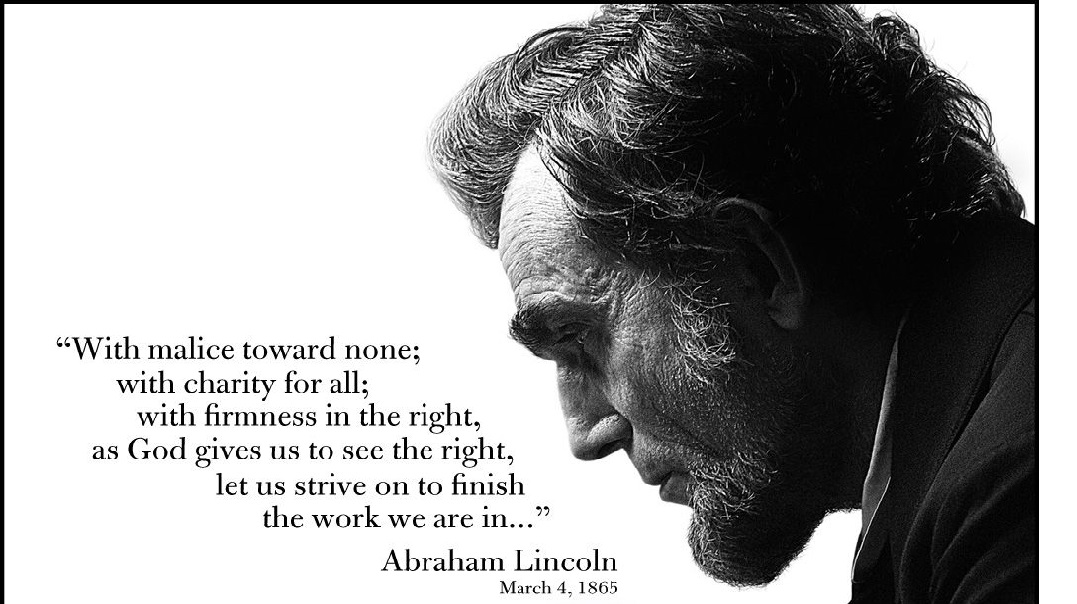 “With malice toward none;
with charity for all;
with firmness in the right,
as God gives us to see the right,
let us strive on to finish
the work we are in...”
Abraham Lincoln
March 4, 1865